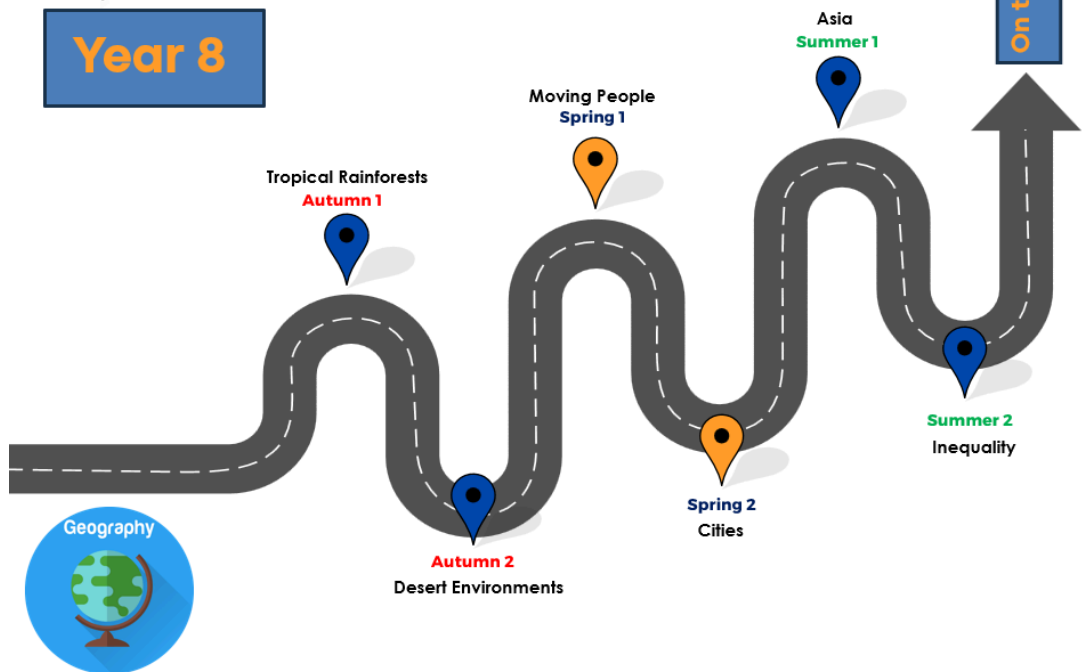 Year 8
Tropical Rainforests
Autumn 1
Autumn 2
Desert Environments
Moving People
Spring 1
Spring 2
Cities
Asia
Summer 1
Summer 2
Inequality
On t
Geography